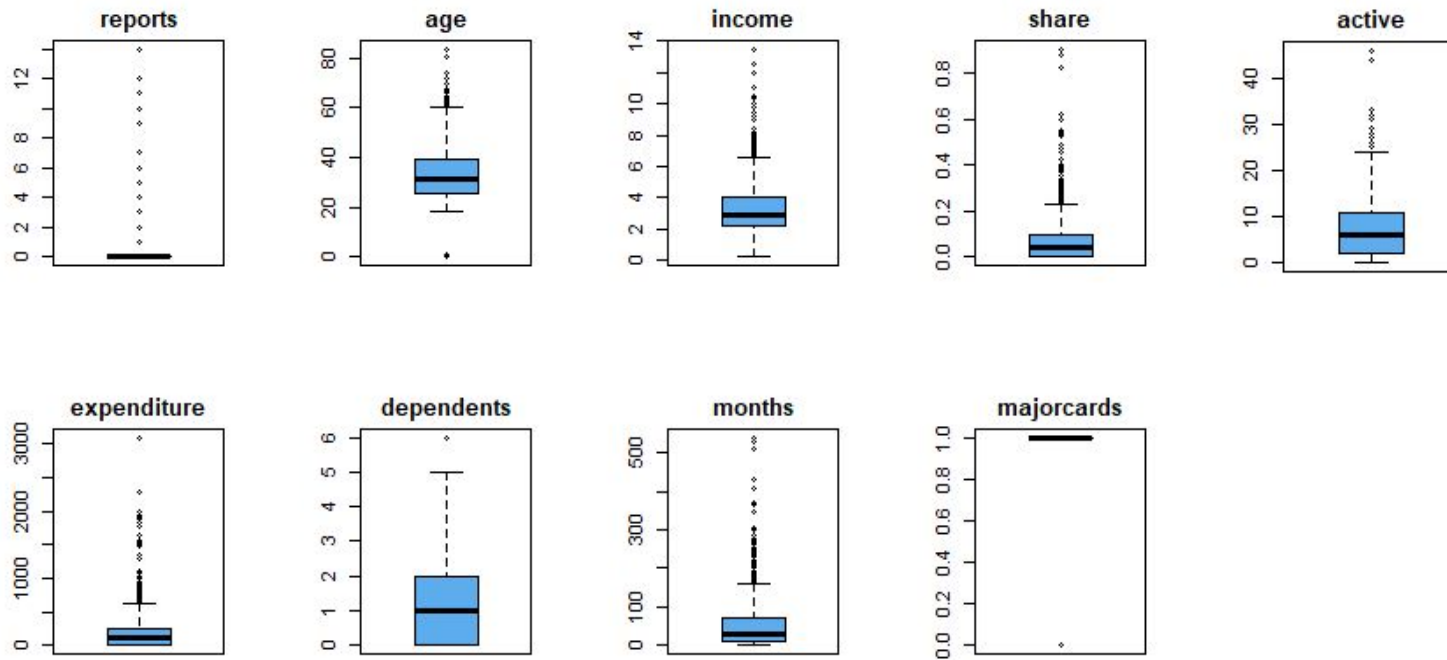 reports age income share active
0 2 4 6 8 12
0 20 40 60 80
0 2 4 6 8 10 14
0.0 0.2 0.4 0.6 0.8
0 10 20 30 40
expenditure dependents months majorcards
0 1000 2000 3000
0 1 2 3 4 5 6
0 100 300 500
0.0 0.2 0.4 0.6 0.8 1.0